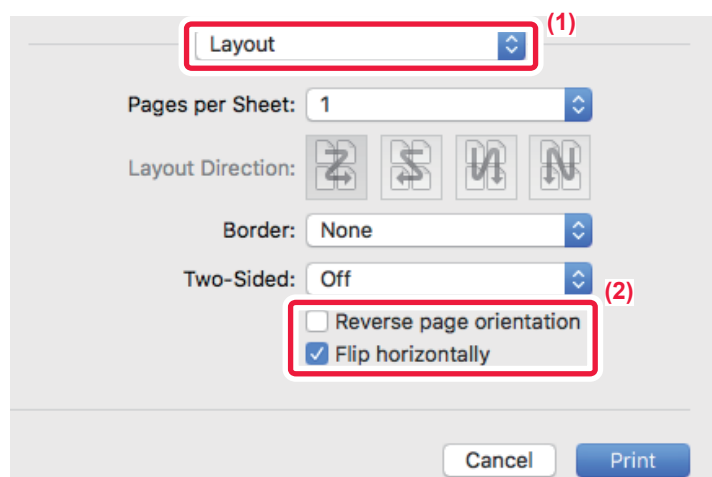 (1)
Layout
Pages per Sheet: 1
Layout Direction:
Border: None
Two-Sided: Off
(2)
Reverse page orientation
Flip horizontally
Cancel Print